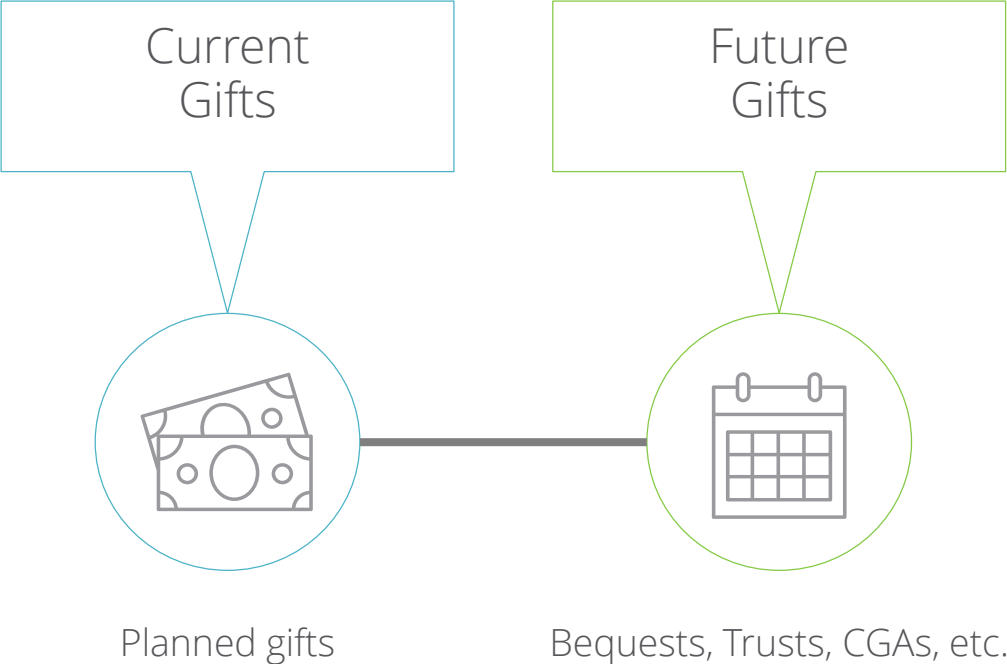 Current
Gifts
Future
Gifts
Planned gifts
Bequests, Trusts, CGAs, etc.